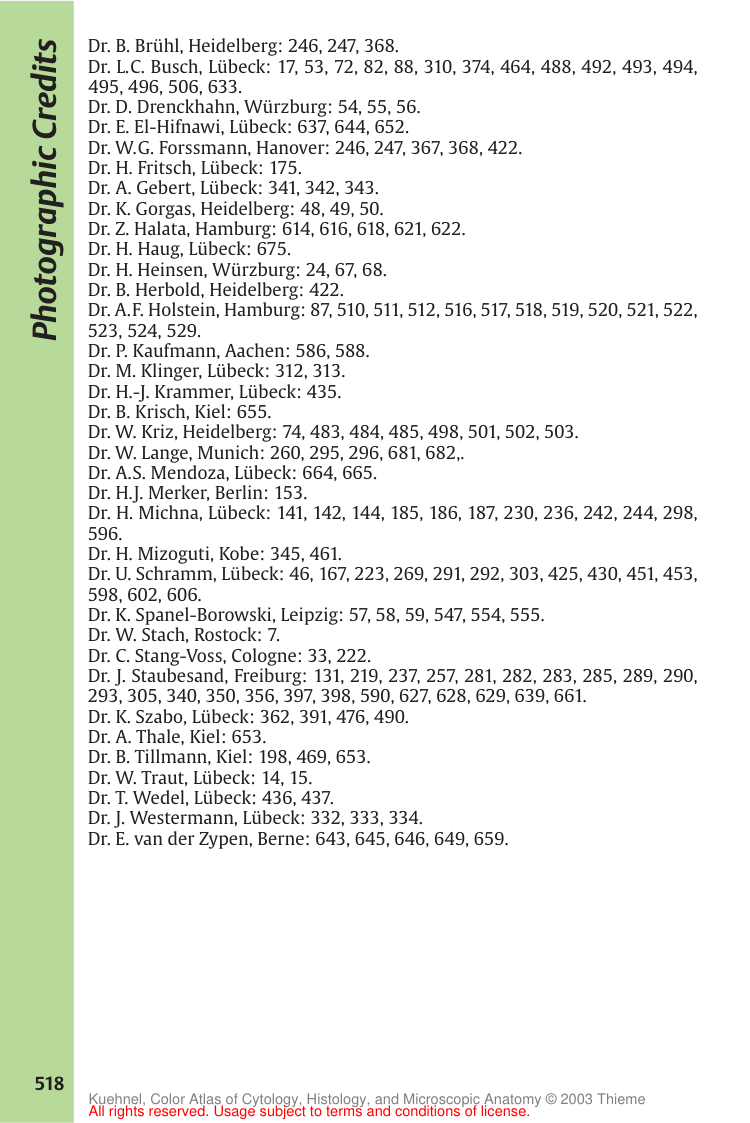 Photographic Credits
Dr. B. Brühl, Heidelberg: 246, 247, 368.
Dr. L.C. Busch, Lübeck: 17, 53, 72, 82, 88, 310, 374, 464, 488, 492, 493, 494,
495, 496, 506, 633.
Dr. D. Drenckhahn, Würzburg: 54, 55, 56.
Dr. E. El-Hifnawi, Lübeck: 637, 644, 652.
Dr. W.G. Forssmann, Hanover: 246, 247, 367, 368, 422.
Dr. H. Fritsch, Lübeck: 175.
Dr. A. Gebert, Lübeck: 341, 342, 343.
Dr. K. Gorgas, Heidelberg: 48, 49, 50.
Dr. Z. Halata, Hamburg: 614, 616, 618, 621, 622.
Dr. H. Haug, Lübeck: 675.
Dr. H. Heinsen, Würzburg: 24, 67, 68.
Dr. B. Herbold, Heidelberg: 422.
Dr. A.F. Holstein, Hamburg: 87, 510, 511, 512, 516, 517, 518, 519, 520, 521, 522,
523, 524, 529.
Dr. P. Kaufmann, Aachen: 586, 588.
Dr. M. Klinger, Lübeck: 312, 313.
Dr. H.-J. Krammer, Lübeck: 435.
Dr. B. Krisch, Kiel: 655.
Dr. W. Kriz, Heidelberg: 74, 483, 484, 485, 498, 501, 502, 503.
Dr. W. Lange, Munich: 260, 295, 296, 681, 682,.
Dr. A.S. Mendoza, Lübeck: 664, 665.
Dr. H.J. Merker, Berlin: 153.
Dr. H. Michna, Lübeck: 141, 142, 144, 185, 186, 187, 230, 236, 242, 244, 298,
596.
Dr. H. Mizoguti, Kobe: 345, 461.
Dr. U. Schramm, Lübeck: 46, 167, 223, 269, 291, 292, 303, 425, 430, 451, 453,
598, 602, 606.
Dr. K. Spanel-Borowski, Leipzig: 57, 58, 59, 547, 554, 555.
Dr. W. Stach, Rostock: 7.
Dr. C. Stang-Voss, Cologne: 33, 222.
Dr. J. Staubesand, Freiburg: 131, 219, 237, 257, 281, 282, 283, 285, 289, 290,
293, 305, 340, 350, 356, 397, 398, 590, 627, 628, 629, 639, 661.
Dr. K. Szabo, Lübeck: 362, 391, 476, 490.
Dr. A. Thale, Kiel: 653.
Dr. B. Tillmann, Kiel: 198, 469, 653.
Dr. W. Traut, Lübeck: 14, 15.
Dr. T. Wedel, Lübeck: 436, 437.
Dr. J. Westermann, Lübeck: 332, 333, 334.
Dr. E. van der Zypen, Berne: 643, 645, 646, 649, 659.
518
Kuehnel, Color Atlas of Cytology, Histology, and Microscopic Anatomy © 2003 Thieme
All rights reserved. Usage subject to terms and conditions of license.